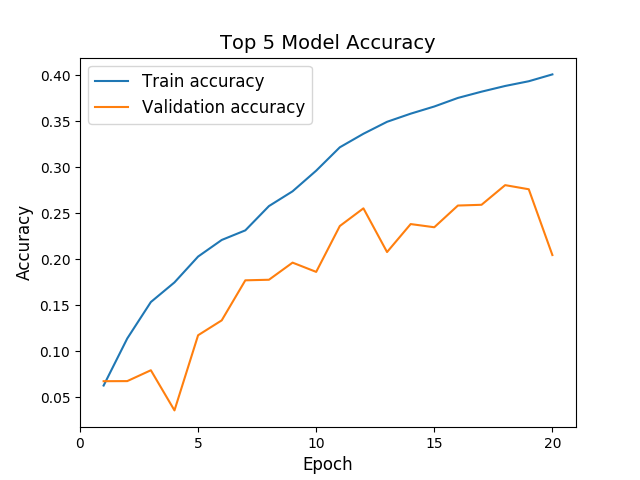 Top 5 Model Accuracy
Train accuracy
Validation accuracy
0.40
0.35
0.30
0.25
0.20
0.15
0.10
0.05
Accuracy
0 5 10 15 20
Epoch